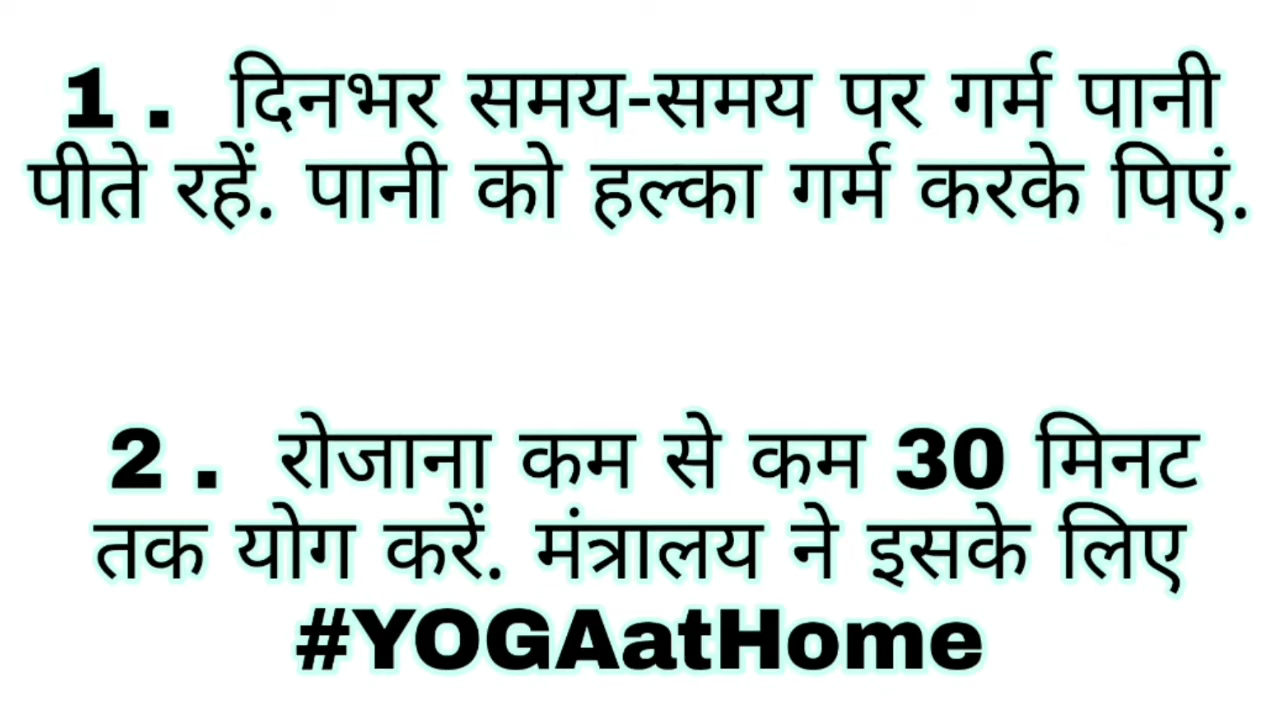 1 . दिनभर समय-समय पर गर्म पानी
पीते रहें. पानी को हल्का गर्म करके पिएं.
2 . रोजाना कम से कम 30 मिनट
तक योग करें. मंत्रालय ने इसके लिए
#YOGAatHome